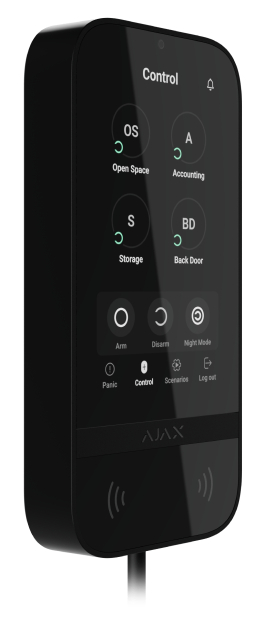 Control
OS A
Open Space Accounting
S BD
Storage Back Door
Arm Disarm Night Mode
Panic Control Scenarios Log out
AJAX